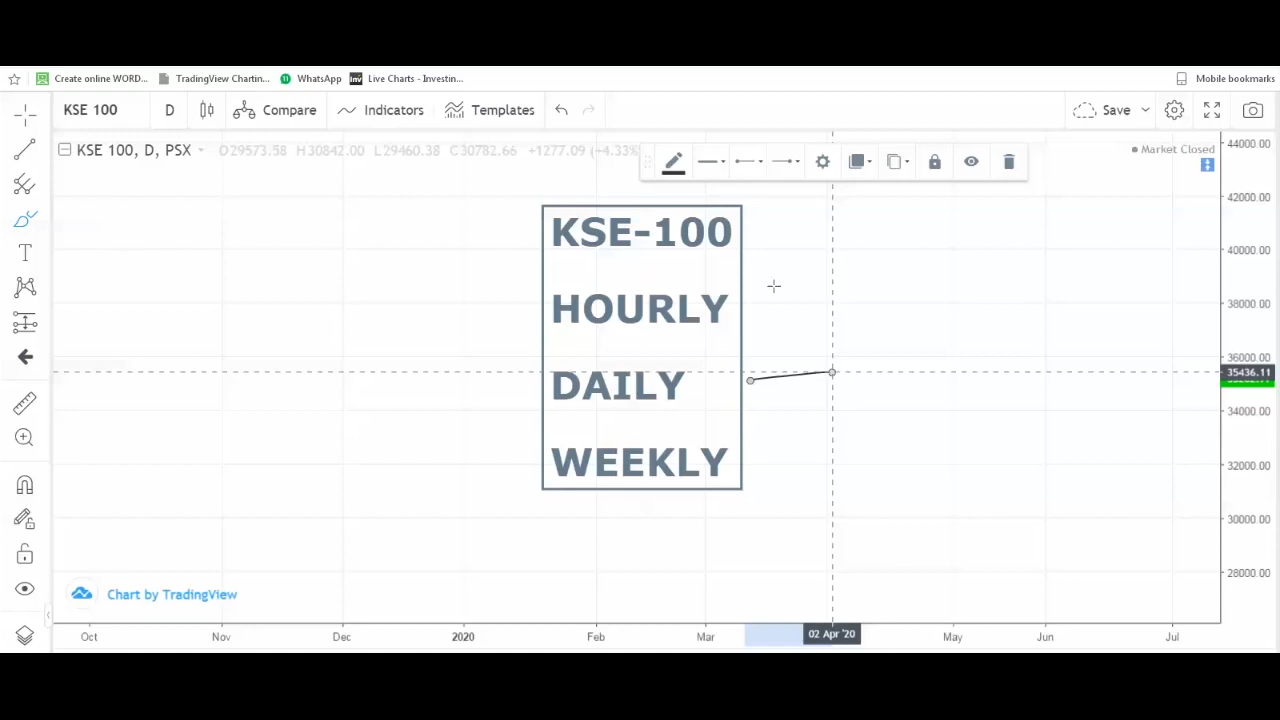 Create online WORD...
TradingView Chartin...
WhatsApp
Inv
Live Charts - Investin...
Mobile bookmarks
KSE 100
D
Compare
Indicators
Templates
Save
KSE 100, D, PSX
O29573.58 H30842.00 L29460.38 C30782.66 +1277.09 (+4.33%
Market Closed
44000.00
42000.00
40000.00
38000.00
36000.00
35436.11
34000.00
32000.00
30000.00
28000.00
KSE-100
HOURLY
DAILY
WEEKLY
T
Chart by TradingView
Oct
Nov
Dec
2020
Feb
Mar
02 Apr '20
May
Jun
Jul